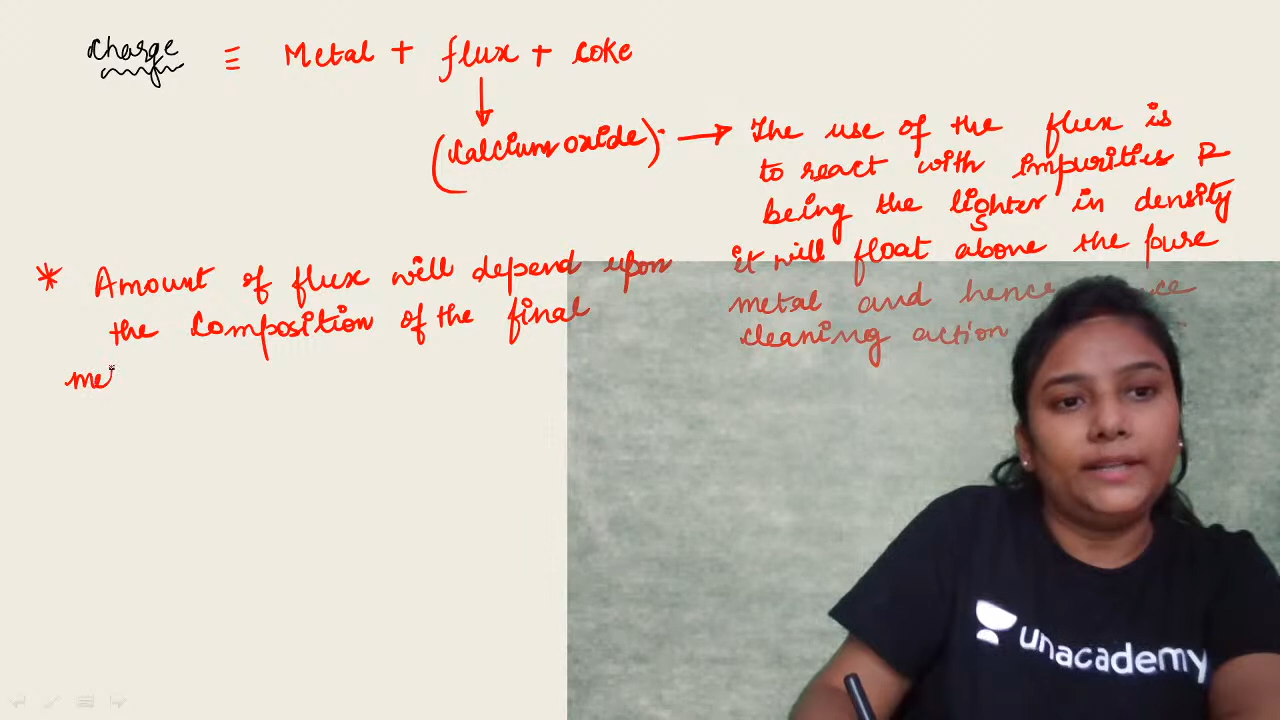 Charge ≡ Metal + flux + coke
(Calcium oxide) → The use of the flux is
to react with impurities &
being the lighter in density
it will float above the pure
metal and hence
cleaning action
* Amount of flux will depend upon
the composition of the final
me
unacademy